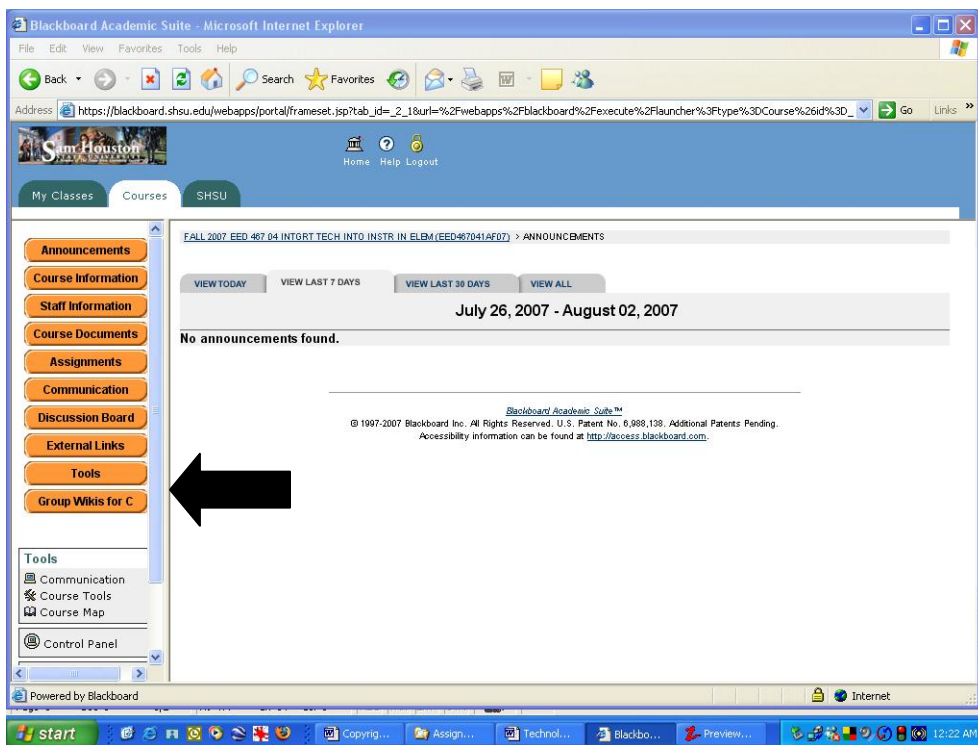 Blackboard Academic Suite - Microsoft Internet Explorer
File Edit View Favorites Tools Help
Back Search Favorites
Address https://blackboard.shsu.edu/webapps/portal/frameset.jsp?tab_id=_2_1&url=%2Fwebapps%2Fblackboard%2Fexecute%2Flauncher%3Ftype%3DCourse%26id%3D_ Go Links »
Sam Houston
STATE UNIVERSITY
Home Help Logout
My Classes Courses SHSU
FALL 2007 EED 467 04 INTGRT TECH INTO INSTR IN ELEM (EED467041AF07) > ANNOUNCEMENTS
Announcements
Course Information
Staff Information
Course Documents
Assignments
Communication
Discussion Board
External Links
Tools
Group Wikis for C
Tools
Communication
Course Tools
Course Map
Control Panel
VIEW TODAY VIEW LAST 7 DAYS VIEW LAST 30 DAYS VIEW ALL
July 26, 2007 - August 02, 2007
No announcements found.
Blackboard Academic Suite™
© 1997-2007 Blackboard Inc. All Rights Reserved. U.S. Patent No. 6,988,138. Additional Patents Pending.
Accessibility information can be found at http://access.blackboard.com.
Powered by Blackboard Internet
start Copyrig... Assign... Technol... Blackbo... Preview... 12:22 AM